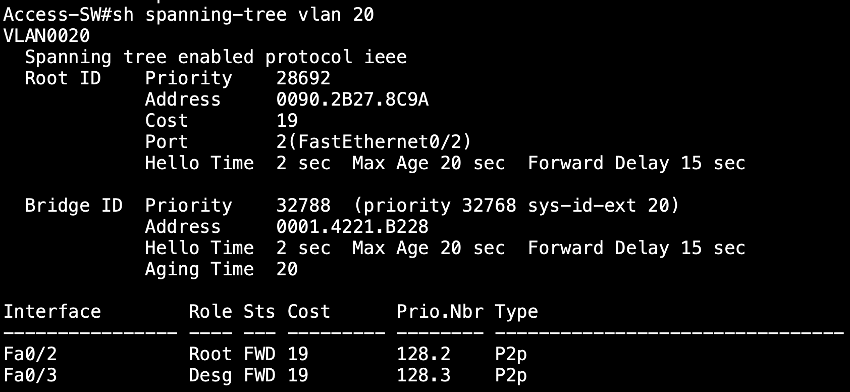 Access-SW#sh spanning-tree vlan 20
VLAN0020
  Spanning tree enabled protocol ieee
  Root ID    Priority    28692
             Address     0090.2B27.8C9A
             Cost        19
             Port        2(FastEthernet0/2)
             Hello Time  2 sec  Max Age 20 sec  Forward Delay 15 sec

  Bridge ID  Priority    32788  (priority 32768 sys-id-ext 20)
             Address     0001.4221.B228
             Hello Time  2 sec  Max Age 20 sec  Forward Delay 15 sec
             Aging Time  20

Interface        Role Sts Cost      Prio.Nbr Type
---------------- ---- --- --------- -------- --------------------------------
Fa0/2            Root FWD 19        128.2    P2p
Fa0/3            Desg FWD 19        128.3    P2p